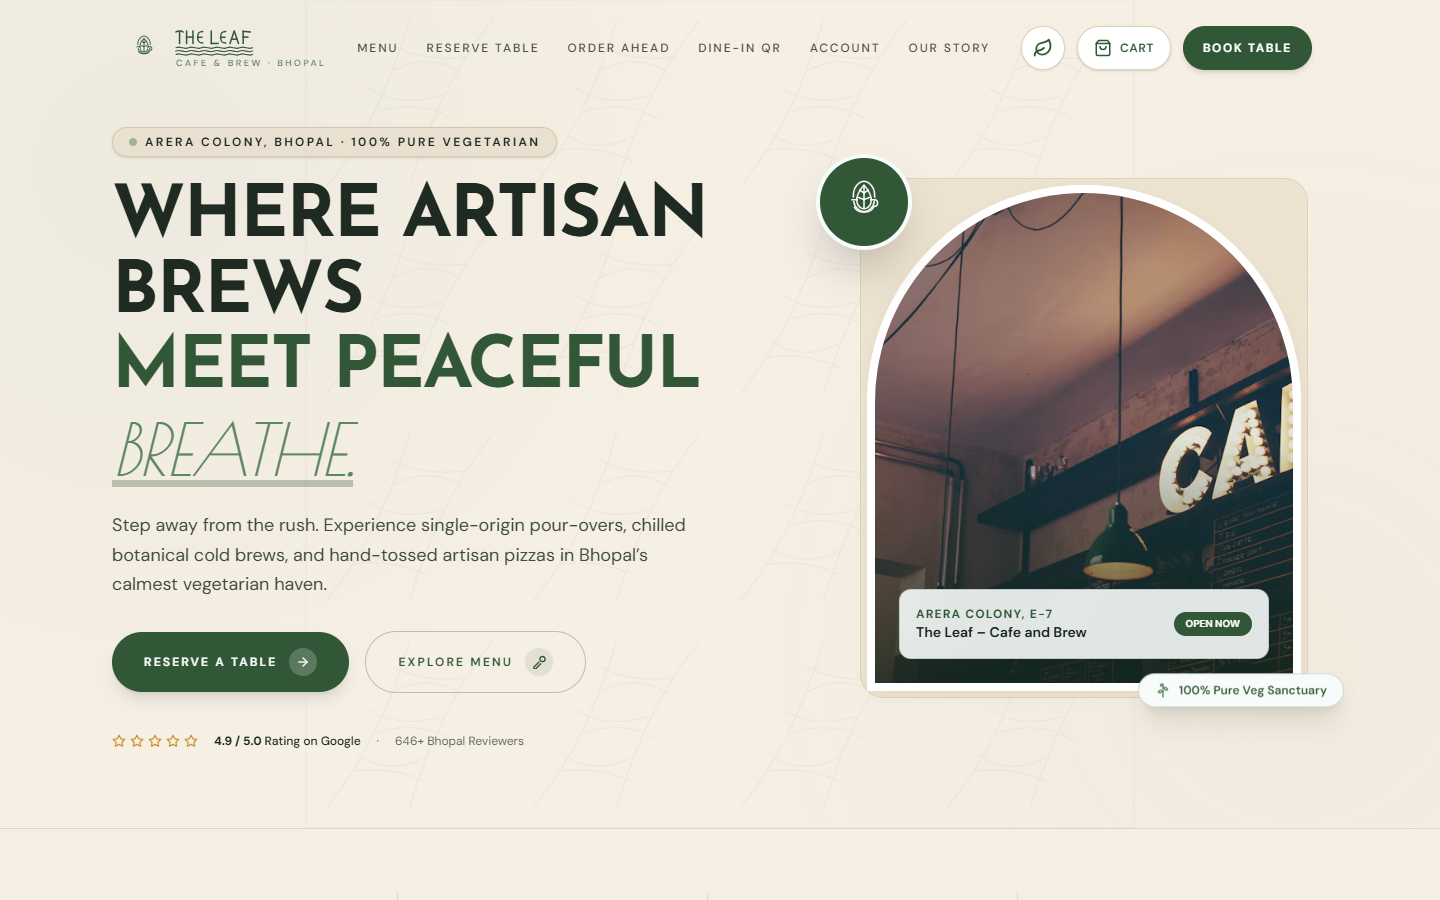 THE LEAF
CAFE & BREW · BHOPAL
MENU
RESERVE TABLE
ORDER AHEAD
DINE-IN QR
ACCOUNT
OUR STORY
CART
BOOK TABLE
ARERA COLONY, BHOPAL · 100% PURE VEGETARIAN
WHERE ARTISAN
BREWS
MEET PEACEFUL
BREATHE.
Step away from the rush. Experience single-origin pour-overs, chilled
botanical cold brews, and hand-tossed artisan pizzas in Bhopal's
calmest vegetarian haven.
RESERVE A TABLE
EXPLORE MENU
4.9 / 5.0 Rating on Google · 646+ Bhopal Reviewers
CAF
ARERA COLONY, E-7
The Leaf – Cafe and Brew
OPEN NOW
100% Pure Veg Sanctuary